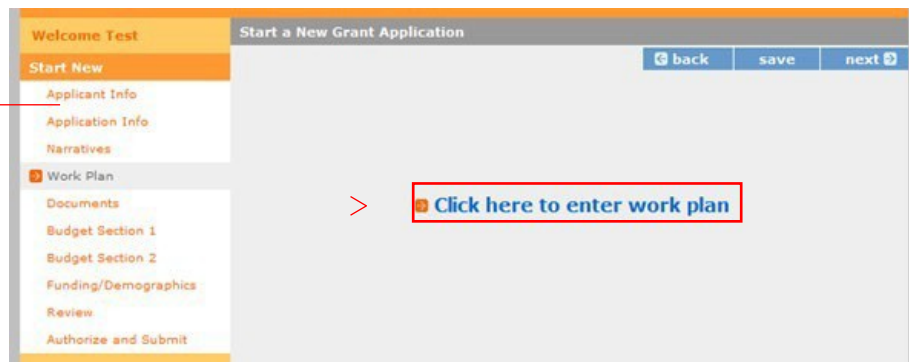 Welcome Test
Start New
Applicant Info
Application Info
Narratives
Work Plan
Documents
Budget Section 1
Budget Section 2
Funding/Demographics
Review
Authorize and Submit
Start a New Grant Application
back save next
> Click here to enter work plan